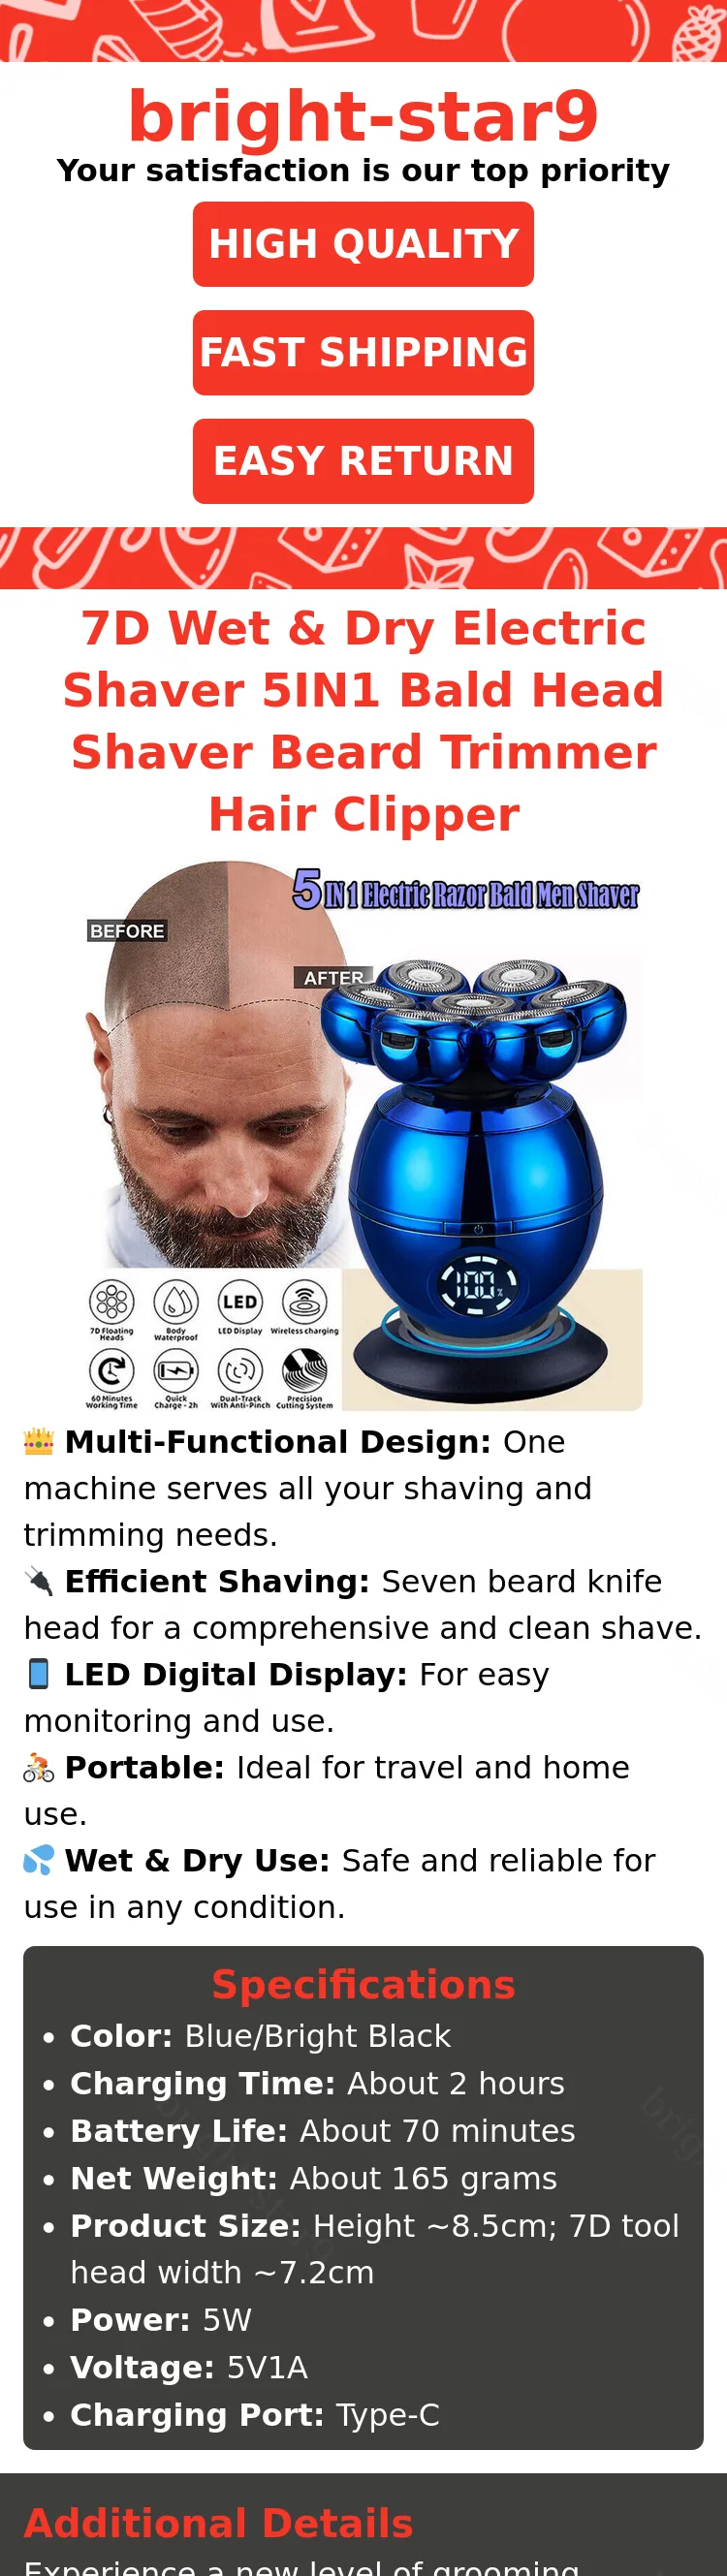 bright-star9
Your satisfaction is our top priority
HIGH QUALITY
FAST SHIPPING
EASY RETURN
7D Wet & Dry Electric
Shaver 5IN1 Bald Head
Shaver Beard Trimmer
Hair Clipper
5 IN 1 Electric Razor Bald Men Shaver
BEFORE
AFTER
100%
LED
7D Floating Heads
Body Waterproof
LED Display
Wireless charging
60 Minutes Working Time
Quick Charge - 2h
Dual-Track With Anti-Pinch
Precision Cutting System
👑 Multi-Functional Design: One
machine serves all your shaving and
trimming needs.
🔌 Efficient Shaving: Seven beard knife
head for a comprehensive and clean shave.
📱 LED Digital Display: For easy
monitoring and use.
🚴 Portable: Ideal for travel and home
use.
💦 Wet & Dry Use: Safe and reliable for
use in any condition.
Specifications
• Color: Blue/Bright Black
• Charging Time: About 2 hours
• Battery Life: About 70 minutes
• Net Weight: About 165 grams
• Product Size: Height ~8.5cm; 7D tool
head width ~7.2cm
• Power: 5W
• Voltage: 5V1A
• Charging Port: Type-C
Additional Details
Experience a new level of grooming